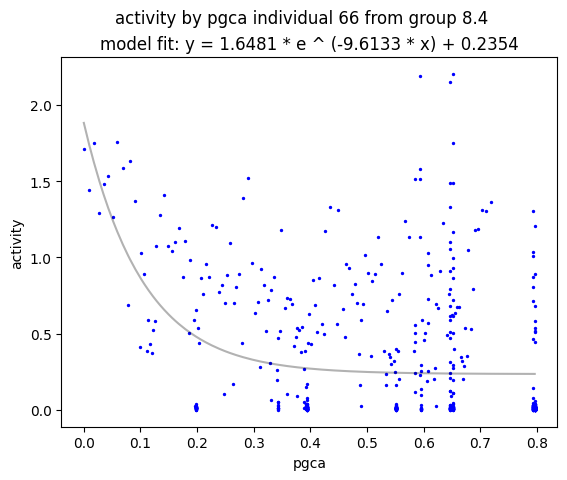 activity by pgca individual 66 from group 8.4
model fit: y = 1.6481 * e ^ (-9.6133 * x) + 0.2354
activity
2.0
1.5
1.0
0.5
0.0
0.0 0.1 0.2 0.3 0.4 0.5 0.6 0.7 0.8
pgca